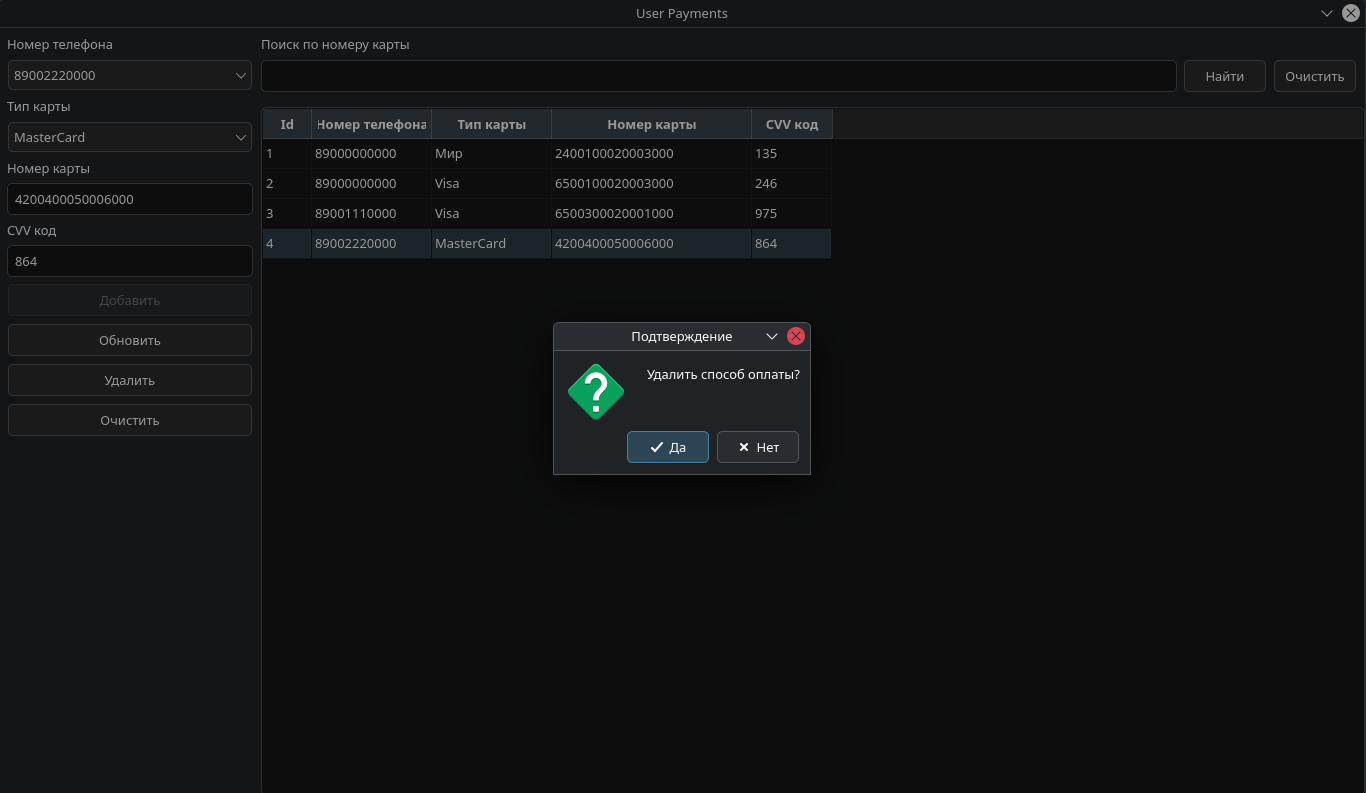 User Payments
Номер телефона
89002220000
Тип карты
MasterCard
Номер карты
4200400050006000
CVV код
864
Добавить
Обновить
Удалить
Очистить
Поиск по номеру карты
Найти Очистить
Id Номер телефона Тип карты Номер карты CVV код
1 89000000000 Мир 2400100020003000 135
2 89000000000 Visa 6500100020003000 246
3 89001110000 Visa 6500300020001000 975
4 89002220000 MasterCard 4200400050006000 864
Подтверждение
Удалить способ оплаты?
Да Нет